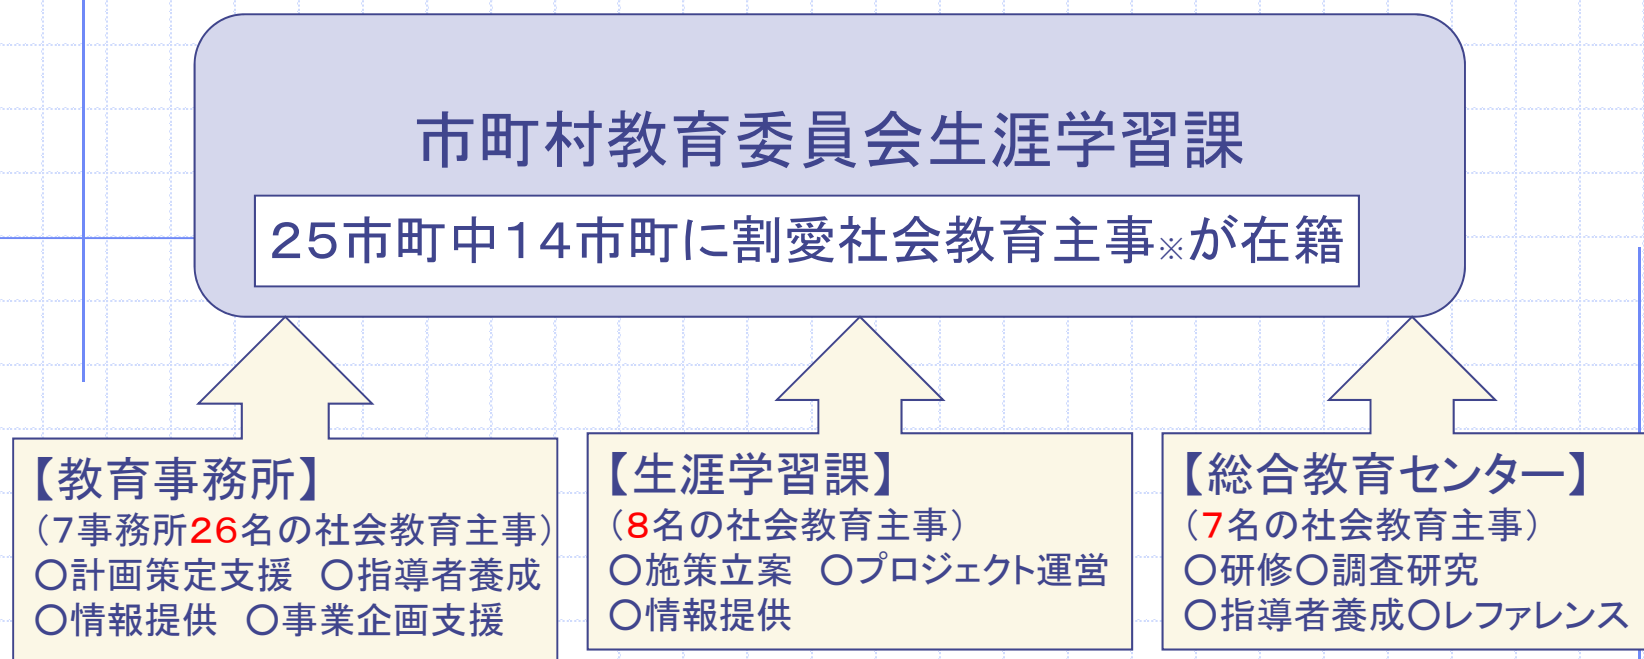 市町村教育委員会生涯学習課
２５市町中１４市町に割愛社会教育主事※が在籍
【教育事務所】
（７事務所２６名の社会教育主事）
○計画策定支援　○指導者養成
○情報提供　○事業企画支援
【生涯学習課】
（８名の社会教育主事）
○施策立案　○プロジェクト運営
○情報提供
【総合教育センター】
（７名の社会教育主事）
○研修○調査研究
○指導者養成○レファレンス